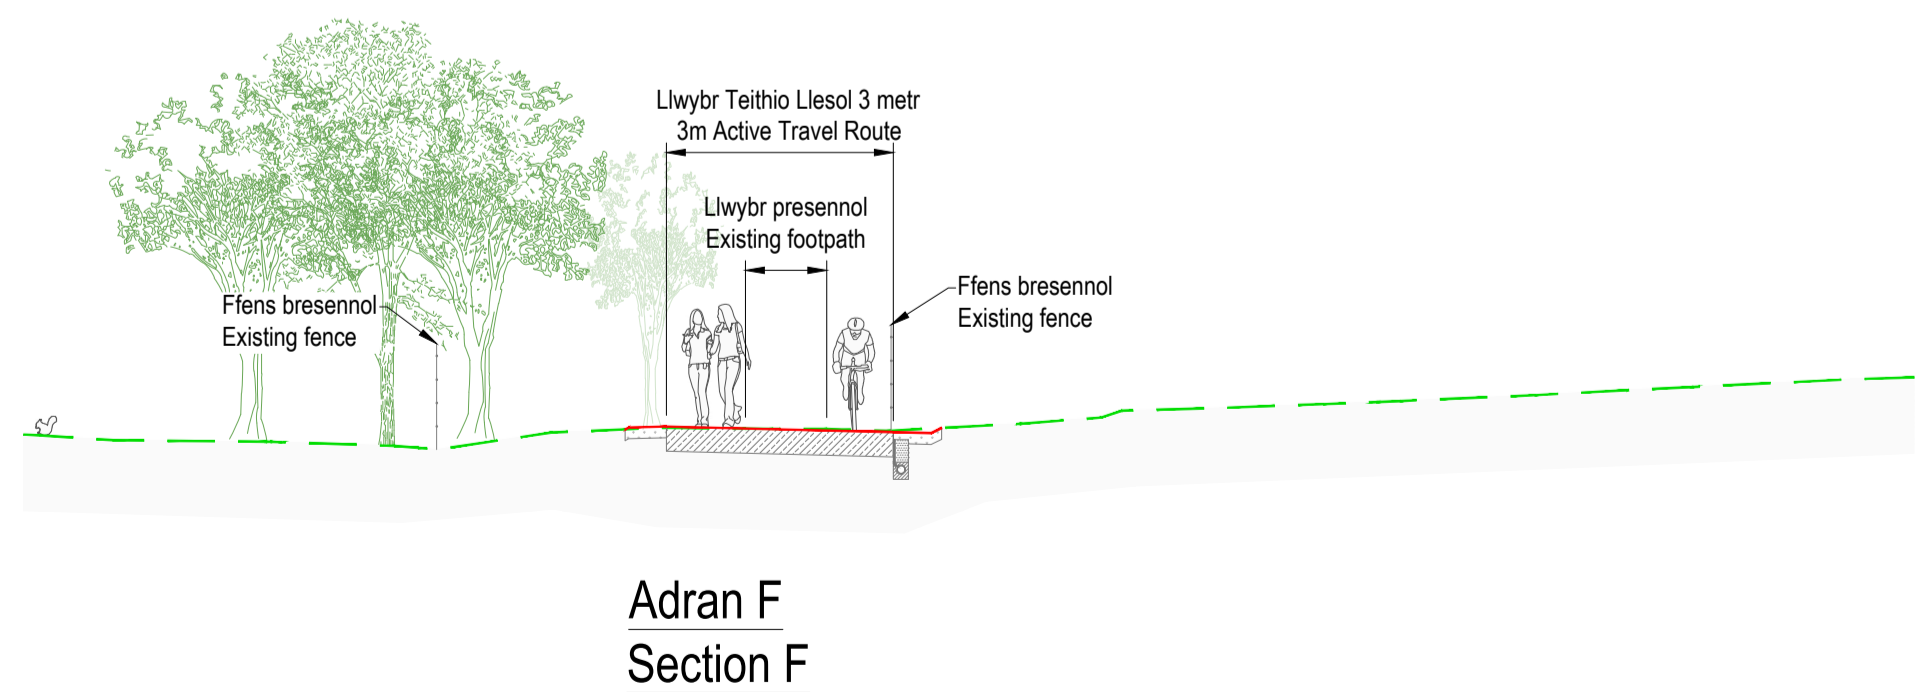 Llwybr Teithio Llesol 3 metr
3m Active Travel Route
Llwybr presennol
Existing footpath
Ffens bresennol
Existing fence
Ffens bresennol
Existing fence
Adran F
Section F